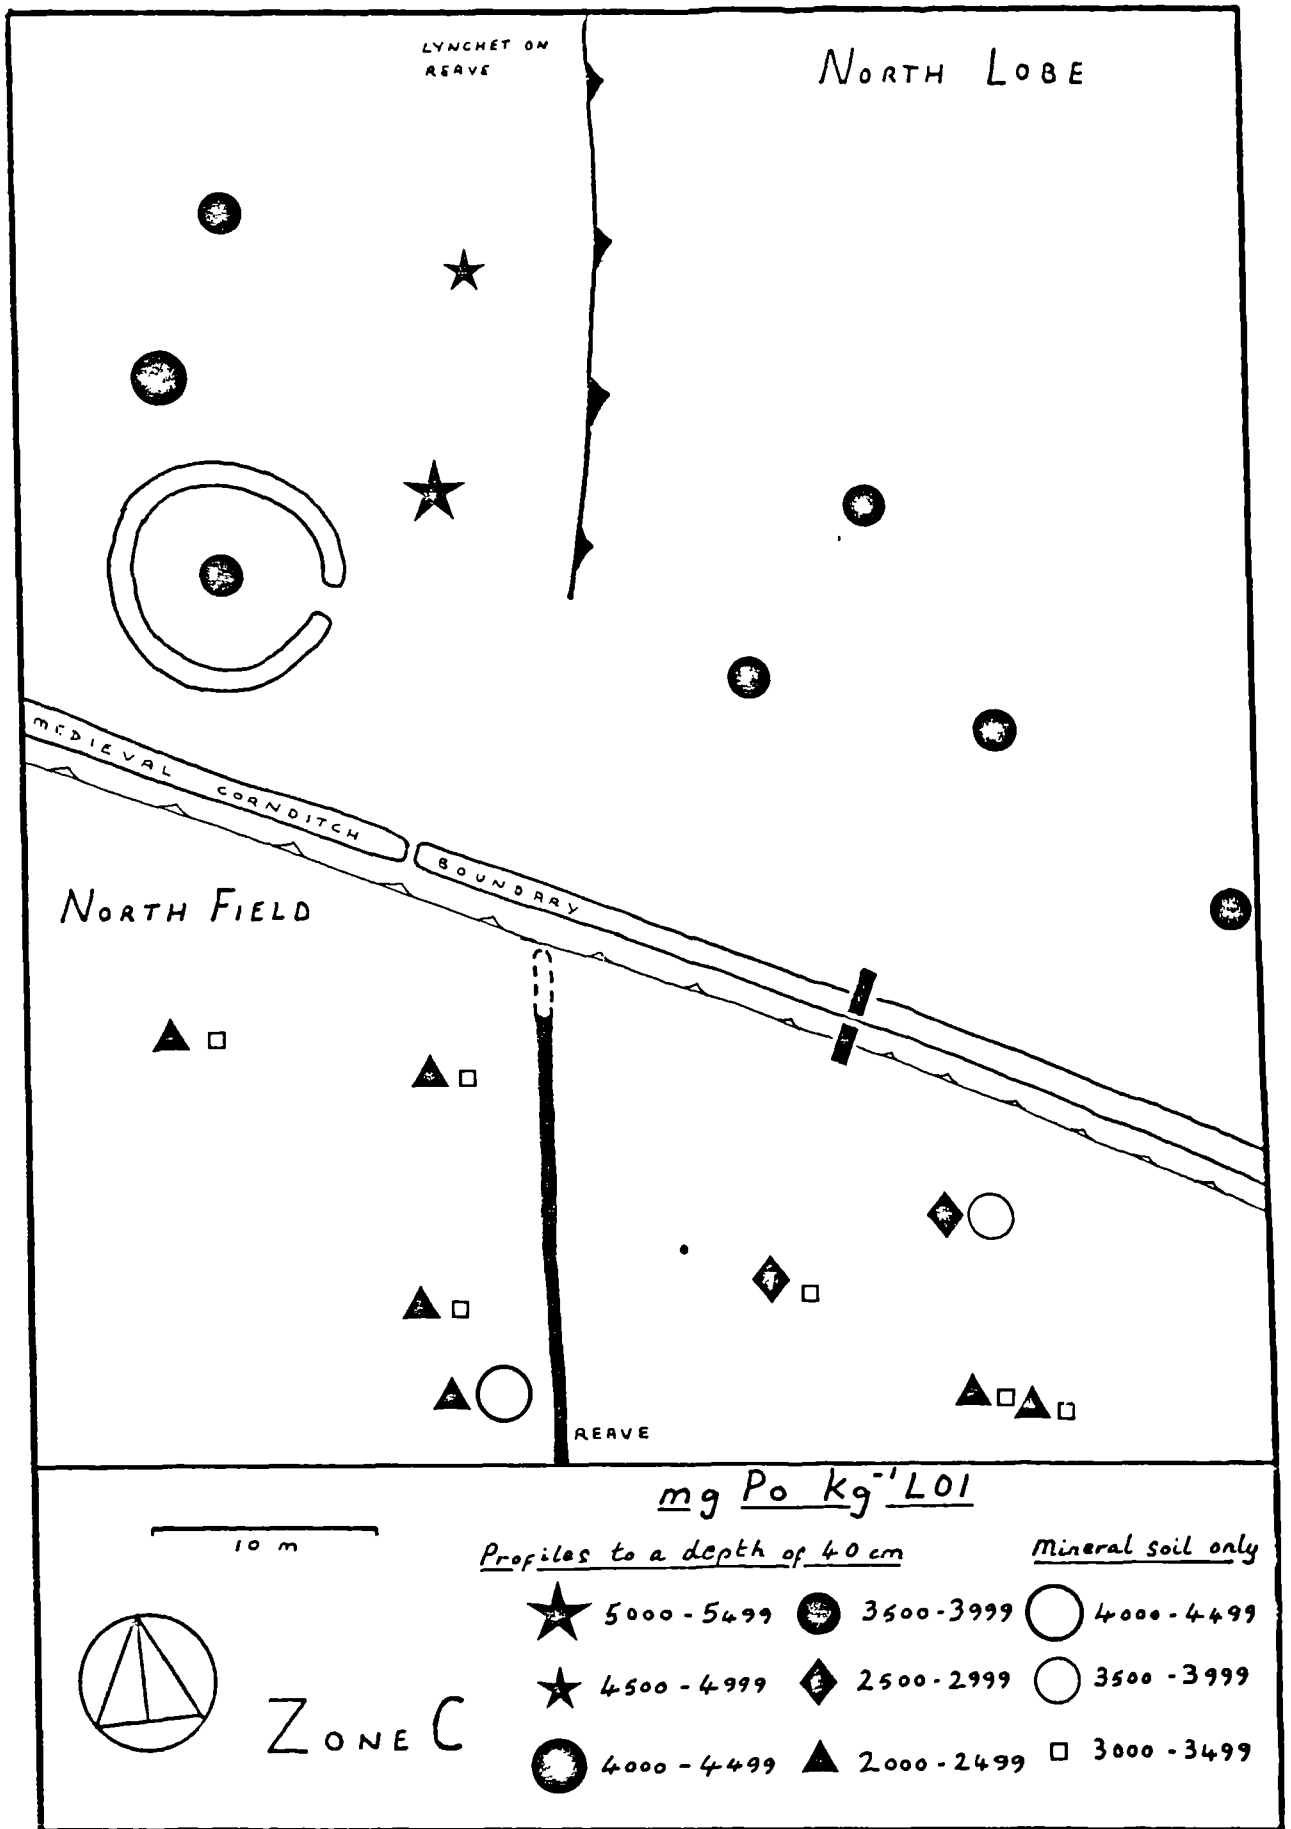 LYNCHET ON
REAVE
NORTH LOBE
MEDIEVAL CORNDITCH BOUNDARY
NORTH FIELD
REAVE
mg Po kg⁻¹ LOI
10 m
Profiles to a depth of 40 cm
Mineral soil only
5000 - 5499
3500 - 3999
4000 - 4499
4500 - 4999
2500 - 2999
3500 - 3999
ZONE C
4000 - 4499
2000 - 2499
3000 - 3499